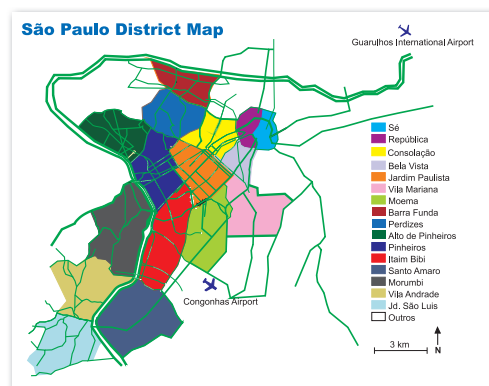 São Paulo District Map
Guarulhos International Airport
Sé
República
Consolação
Bela Vista
Jardim Paulista
Vila Mariana
Moema
Barra Funda
Perdizes
Alto de Pinheiros
Pinheiros
Itaim Bibi
Santo Amaro
Morumbi
Vila Andrade
Jd. São Luis
Outros
Congonhas Airport
3 km
N